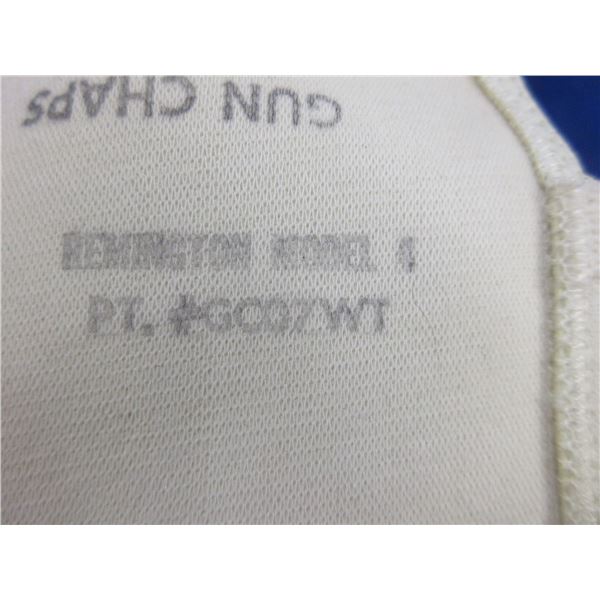 GUN CHAPS
REMINGTON MODEL 4
PT. #GC07WT